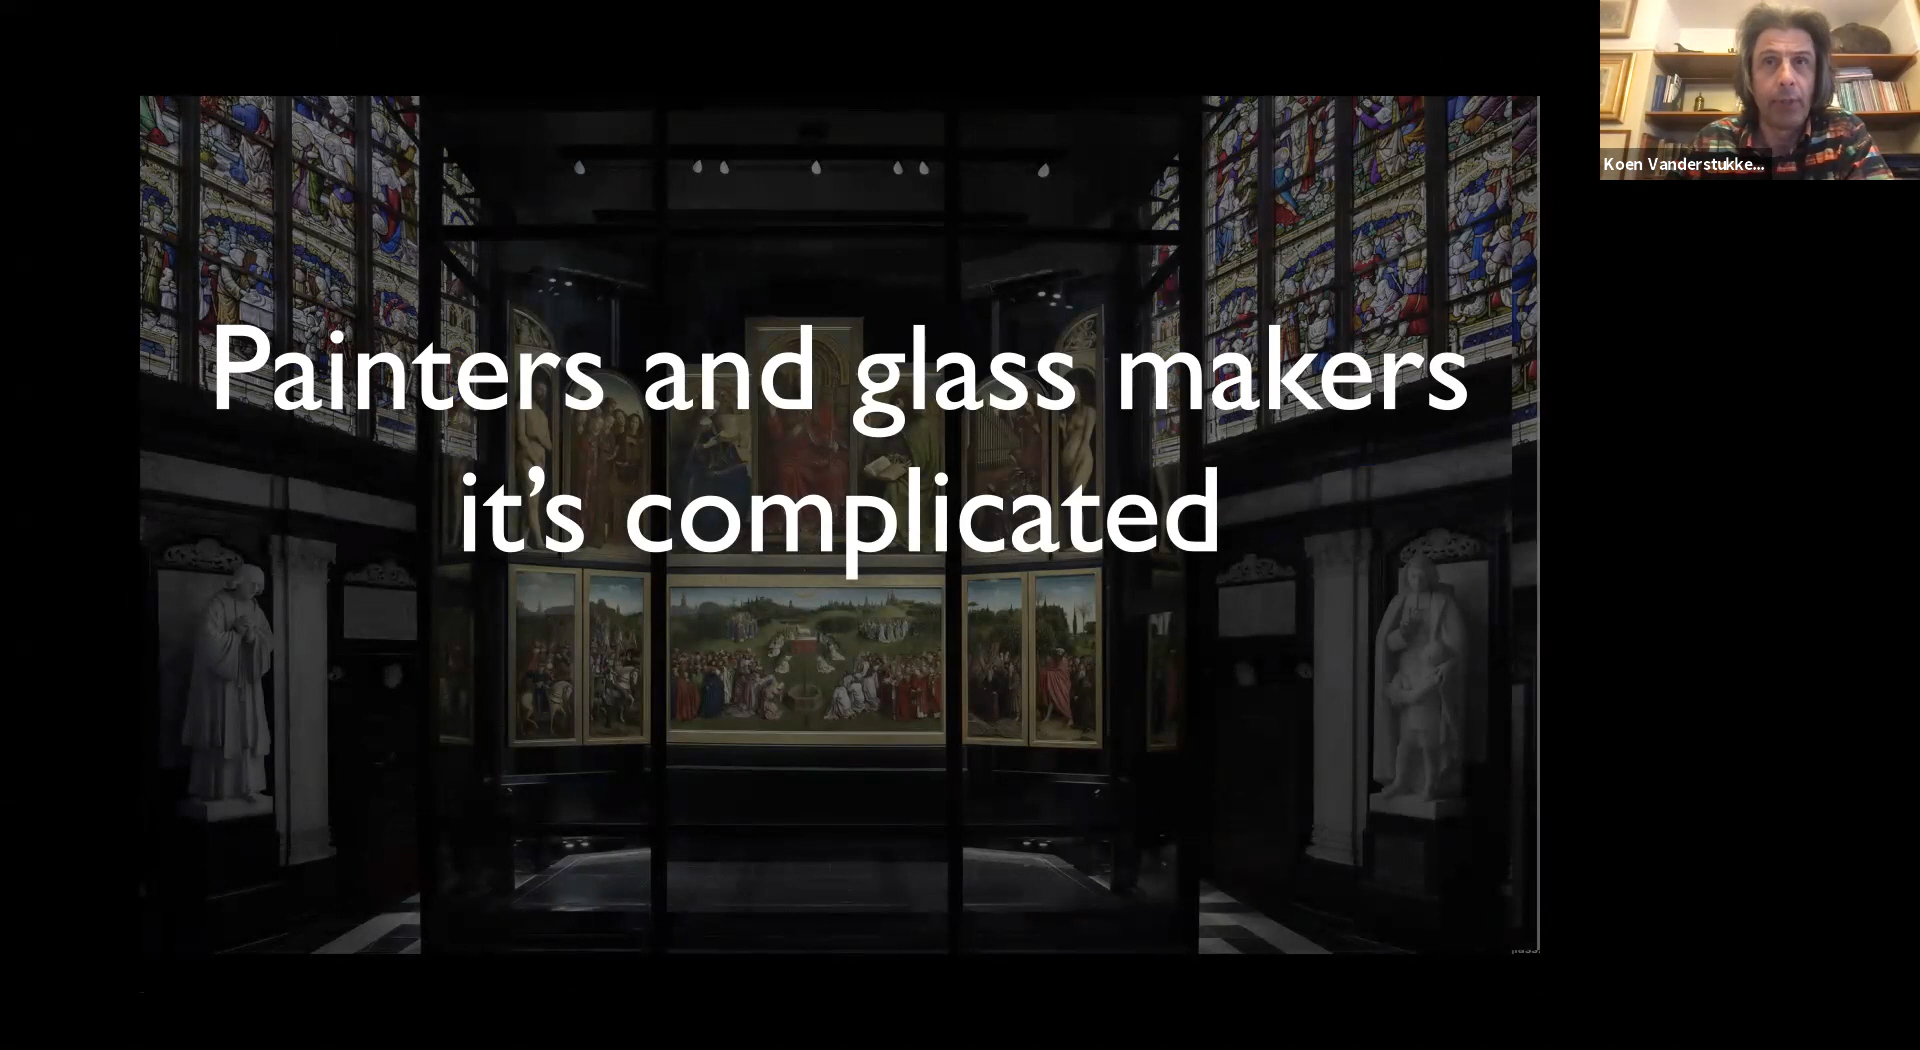 Painters and glass makers
it’s complicated
Koen Vanderstukke...